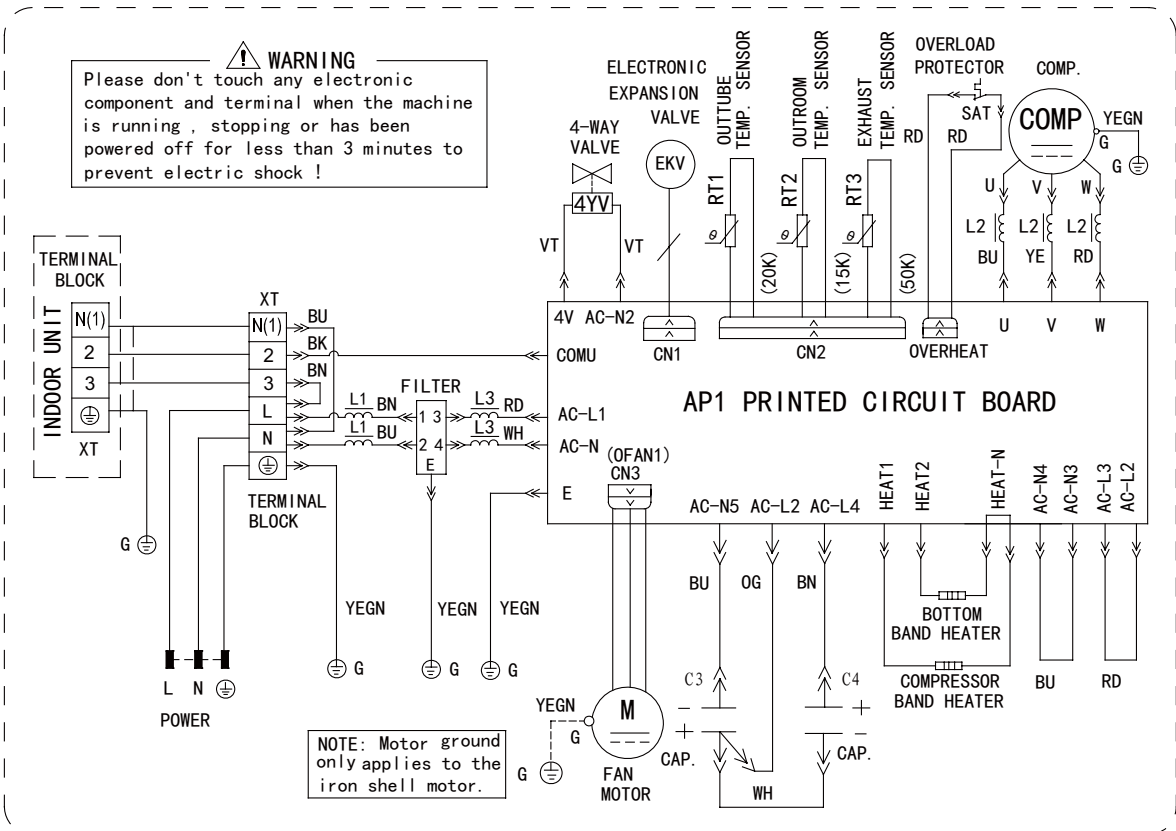 WARNING
Please don't touch any electronic
component and terminal when the machine
is running , stopping or has been
powered off for less than 3 minutes to
prevent electric shock !
ELECTRONIC
EXPANSION
VALVE
4-WAY
VALVE
EKV
4YV
VT
VT
OUTTUBE
TEMP. SENSOR
OUTROOM
TEMP. SENSOR
EXHAUST
TEMP. SENSOR
RT1
RT2
RT3
θ
θ
θ
(20K)
(15K)
(50K)
OVERLOAD
PROTECTOR
SAT
RD
RD
COMP.
COMP
YEGN
G
G
U
V
W
L2
L2
L2
BU
YE
RD
INDOOR UNIT
TERMINAL
BLOCK
N(1)
2
3
XT
G
XT
N(1)
2
3
L
N
TERMINAL
BLOCK
BU
BK
BN
L1
BN
L1
BU
FILTER
1 3
2 4
E
L3
RD
L3
WH
4V
AC-N2
CN1
CN2
OVERHEAT
U
V
W
COMU
AC-L1
AC-N
E
AP1 PRINTED CIRCUIT BOARD
(OFAN1)
CN3
AC-N5
AC-L2
AC-L4
HEAT1
HEAT2
HEAT-N
AC-N4
AC-N3
AC-L3
AC-L2
YEGN
G
YEGN
G
YEGN
G
L
N
POWER
BU
OG
BN
C3
C4
-
+
CAP.
+
-
CAP.
WH
BOTTOM
BAND HEATER
COMPRESSOR
BAND HEATER
BU
RD
YEGN
G
G
M
FAN
MOTOR
NOTE: Motor ground
only applies to the
iron shell motor.